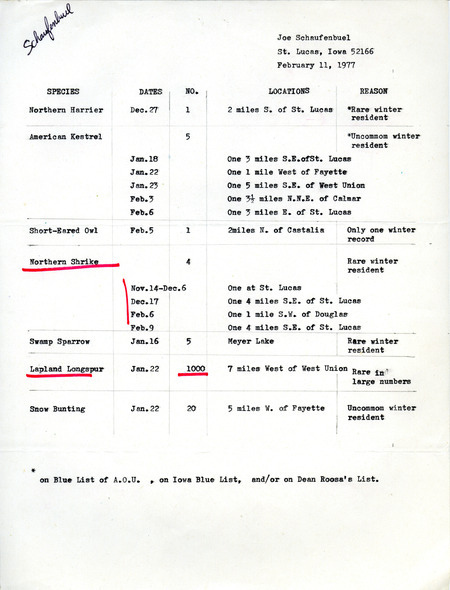 Schaufenbuel
Joe Schaufenbuel
St. Lucas, Iowa 52166
February 11, 1977
SPECIES DATES NO. LOCATIONS REASON
Northern Harrier Dec.27 1 2 miles S. of St. Lucas *Rare winter
resident
American Kestrel 5 *Uncommon winter
resident
Jan.18 One 3 miles S.E.ofSt. Lucas
Jan.22 One 1 mile West of Fayette
Jan.23 One 5 miles S.E. of West Union
Feb.3 One 3½ miles N.N.E. of Calmar
Feb.6 One 3 miles E. of St. Lucas
Short-Eared Owl Feb.5 1 2miles N. of Castalia Only one winter
record
Northern Shrike 4 Rare winter
resident
Nov.14-Dec.6 One at St. Lucas
Dec.17 One 4 miles S.E. of St. Lucas
Feb.6 One 1 mile S.W. of Douglas
Feb.9 One 4 miles S.E. of St. Lucas
Swamp Sparrow Jan.16 5 Meyer Lake Rare winter
resident
Lapland Longspur Jan.22 1000 7 miles West of West Union Rare in
large numbers
Snow Bunting Jan.22 20 5 miles W. of Fayette Uncommon winter
resident
*
on Blue List of A.O.U. , on Iowa Blue List, and/or on Dean Roosa's List.